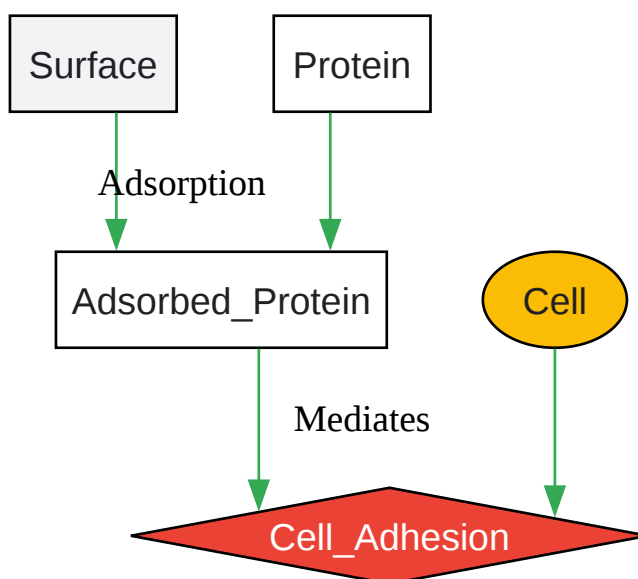 Surface
Protein
Adsorption
Adsorbed_Protein
Cell
Mediates
Cell_Adhesion